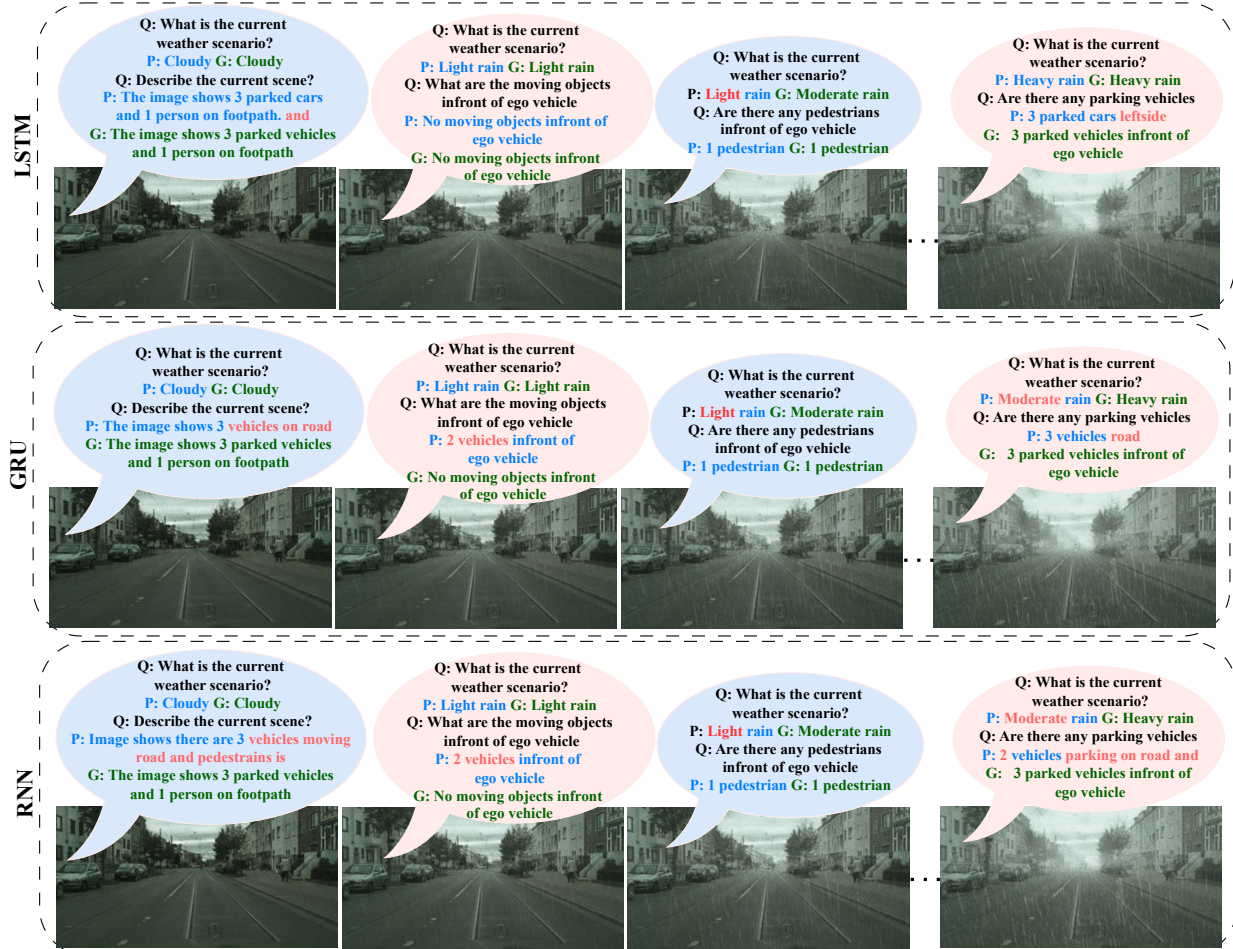 LSTM
Q: What is the current
weather scenario?
P: Cloudy G: Cloudy
Q: Describe the current scene?
P: The image shows 3 parked cars
and 1 person on footpath. and
G: The image shows 3 parked vehicles
and 1 person on footpath
Q: What is the current
weather scenario?
P: Light rain G: Light rain
Q: What are the moving objects
infront of ego vehicle
P: No moving objects infront of
ego vehicle
G: No moving objects infront
of ego vehicle
Q: What is the current
weather scenario?
P: Light rain G: Moderate rain
Q: Are there any pedestrians
infront of ego vehicle
P: 1 pedestrian G: 1 pedestrian
...
Q: What is the current
weather scenario?
P: Heavy rain G: Heavy rain
Q: Are there any parking vehicles
P: 3 parked cars leftside
G: 3 parked vehicles infront of
ego vehicle
GRU
Q: What is the current
weather scenario?
P: Cloudy G: Cloudy
Q: Describe the current scene?
P: The image shows 3 vehicles on road
G: The image shows 3 parked vehicles
and 1 person on footpath
Q: What is the current
weather scenario?
P: Light rain G: Light rain
Q: What are the moving objects
infront of ego vehicle
P: 2 vehicles infront of
ego vehicle
G: No moving objects infront
of ego vehicle
Q: What is the current
weather scenario?
P: Light rain G: Moderate rain
Q: Are there any pedestrians
infront of ego vehicle
P: 1 pedestrian G: 1 pedestrian
...
Q: What is the current
weather scenario?
P: Moderate rain G: Heavy rain
Q: Are there any parking vehicles
P: 3 vehicles road
G: 3 parked vehicles infront of
ego vehicle
RNN
Q: What is the current
weather scenario?
P: Cloudy G: Cloudy
Q: Describe the current scene?
P: Image shows there are 3 vehicles moving
road and pedestrains is
G: The image shows 3 parked vehicles
and 1 person on footpath
Q: What is the current
weather scenario?
P: Light rain G: Light rain
Q: What are the moving objects
infront of ego vehicle
P: 2 vehicles infront of
ego vehicle
G: No moving objects infront
of ego vehicle
Q: What is the current
weather scenario?
P: Light rain G: Moderate rain
Q: Are there any pedestrians
infront of ego vehicle
P: 1 pedestrian G: 1 pedestrian
...
Q: What is the current
weather scenario?
P: Moderate rain G: Heavy rain
Q: Are there any parking vehicles
P: 2 vehicles parking on road and
G: 3 parked vehicles infront of
ego vehicle